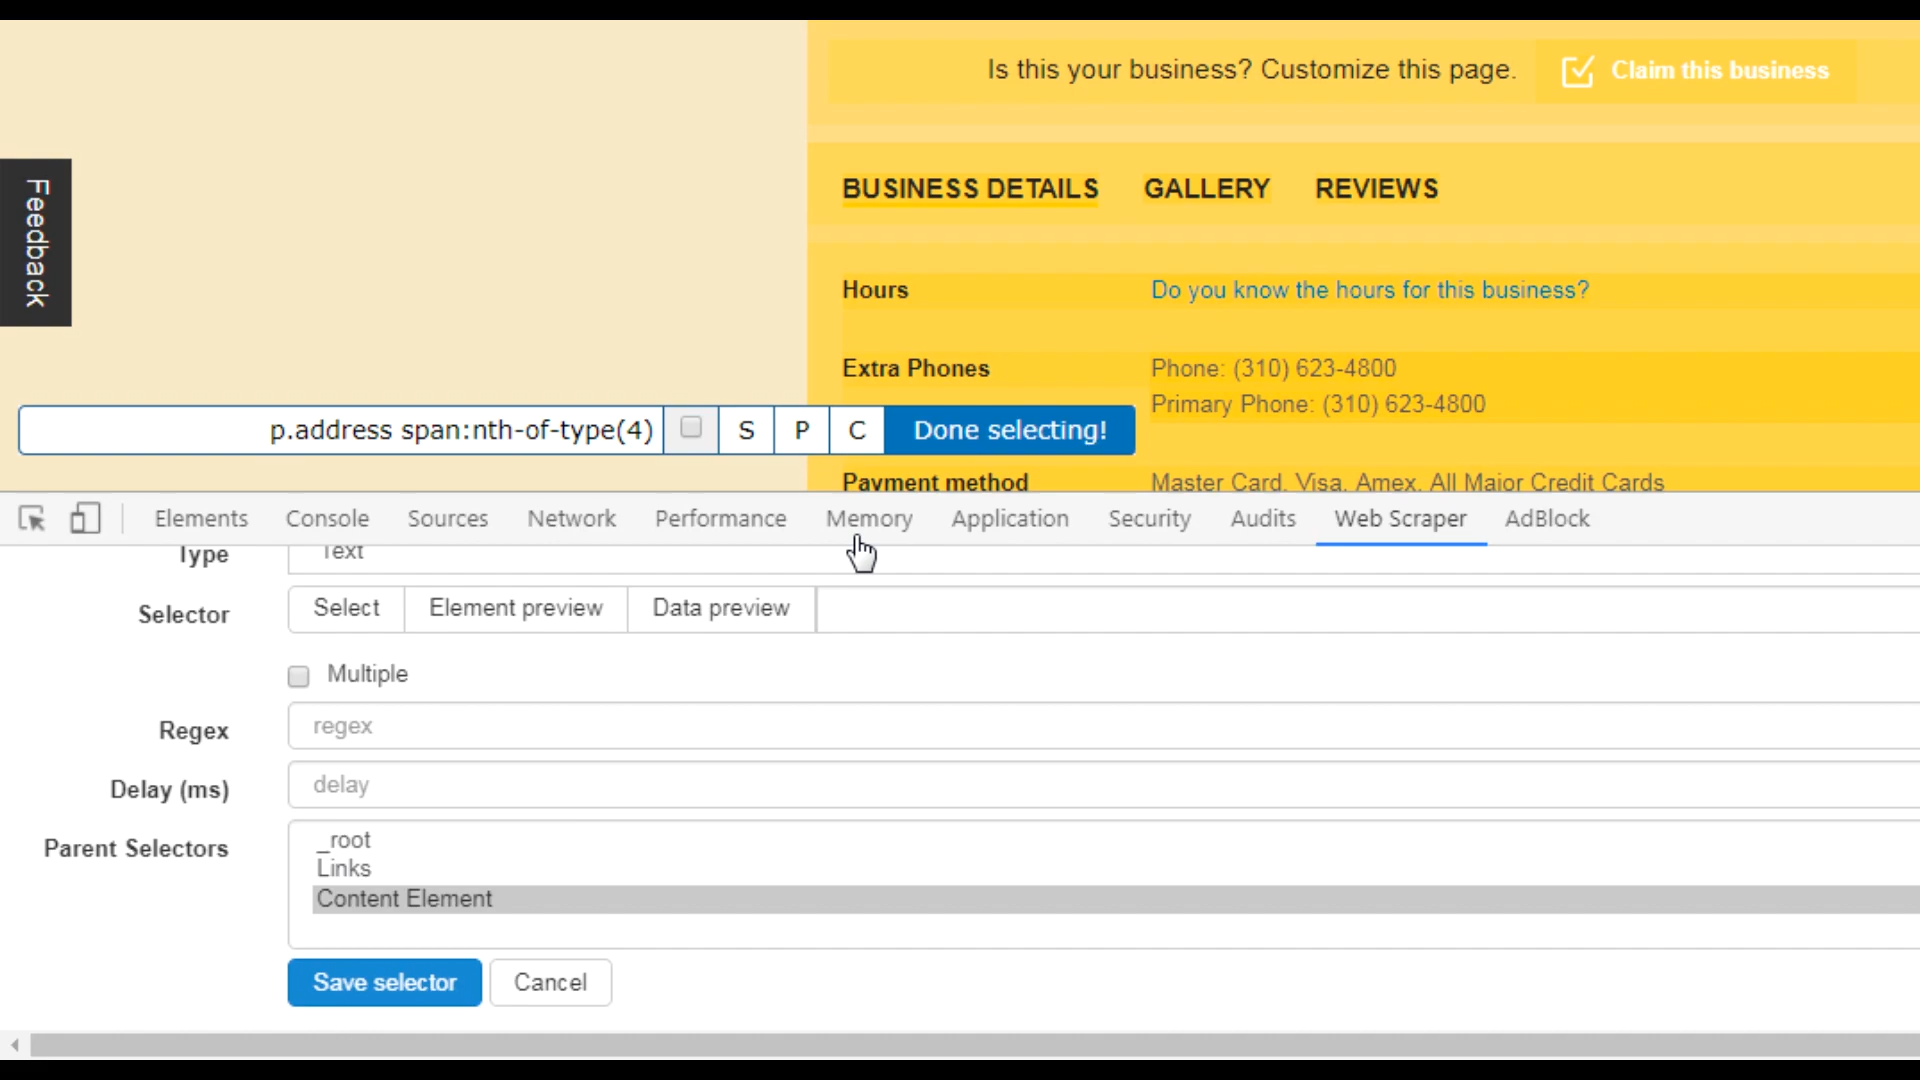 Is this your business? Customize this page. Claim this business
Feedback
BUSINESS DETAILS GALLERY REVIEWS
Hours Do you know the hours for this business?
Extra Phones Phone: (310) 623-4800
Primary Phone: (310) 623-4800
p.address span:nth-of-type(4) S P C Done selecting!
Payment method Master Card, Visa, Amex, All Major Credit Cards
Elements Console Sources Network Performance Memory Application Security Audits Web Scraper AdBlock
Type Text
Selector Select Element preview Data preview
Multiple
Regex regex
Delay (ms) delay
Parent Selectors _root
Links
Content Element
Save selector Cancel